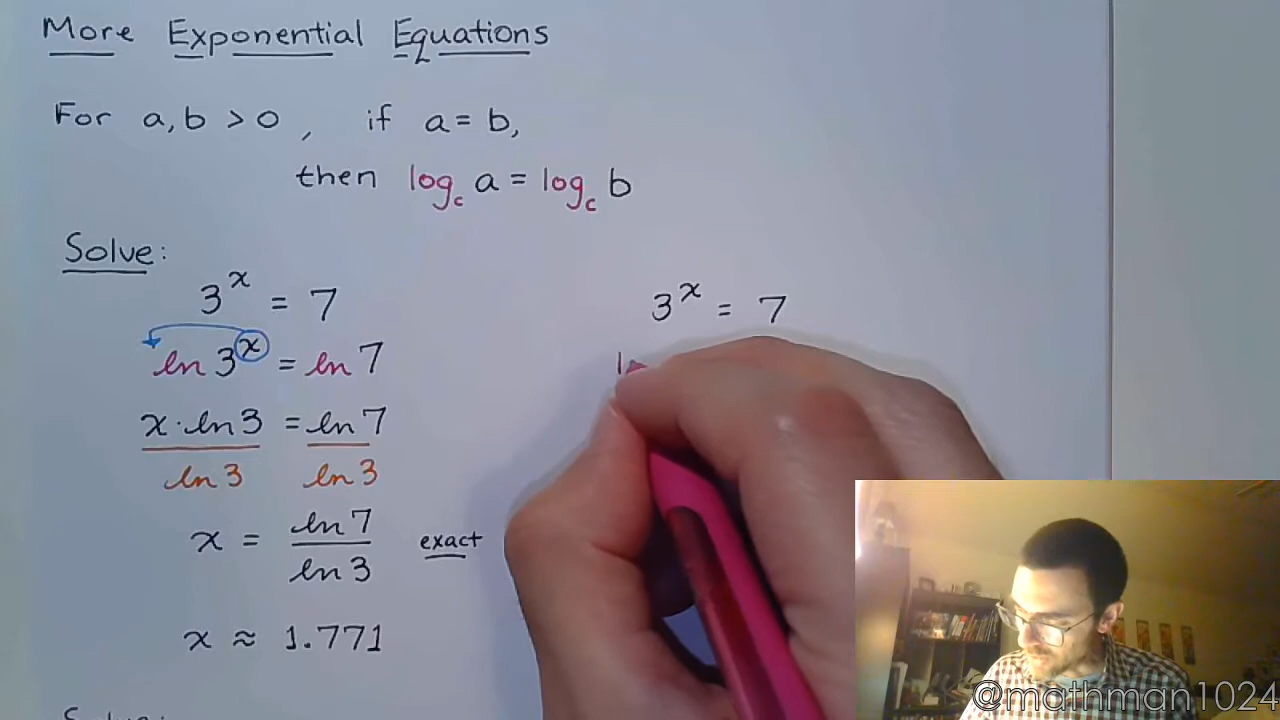 More Exponential Equations
For a, b > 0, if a = b,
then log_c a = log_c b
Solve:
3^x = 7
ln 3^x = ln 7
x · ln 3 = ln 7
ln 3 ln 3
x = ln 7 / ln 3 exact
x ≈ 1.771
3^x = 7
@mathman1024